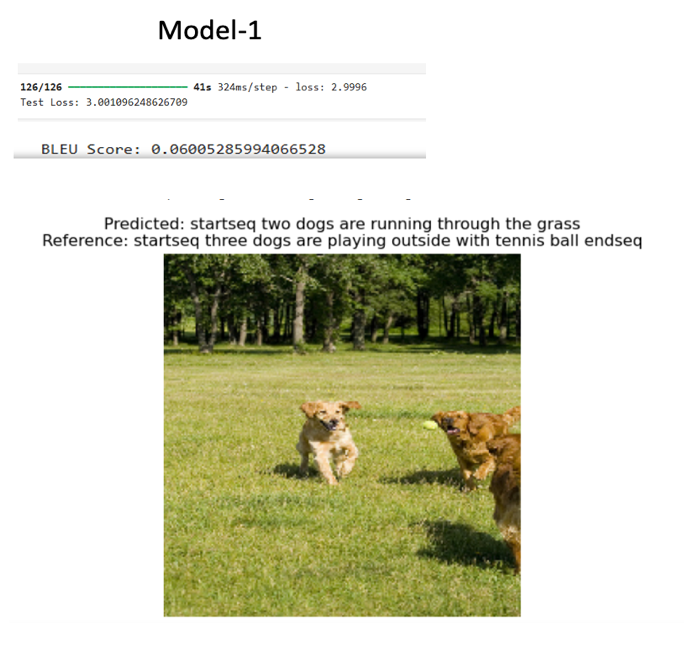 Model-1
126/126 ━━━━━━━━━━━━━━━━━━━━ 41s 324ms/step - loss: 2.9996
Test Loss: 3.001096248626709
BLEU Score: 0.06005285994066528
Predicted: startseq two dogs are running through the grass
Reference: startseq three dogs are playing outside with tennis ball endseq